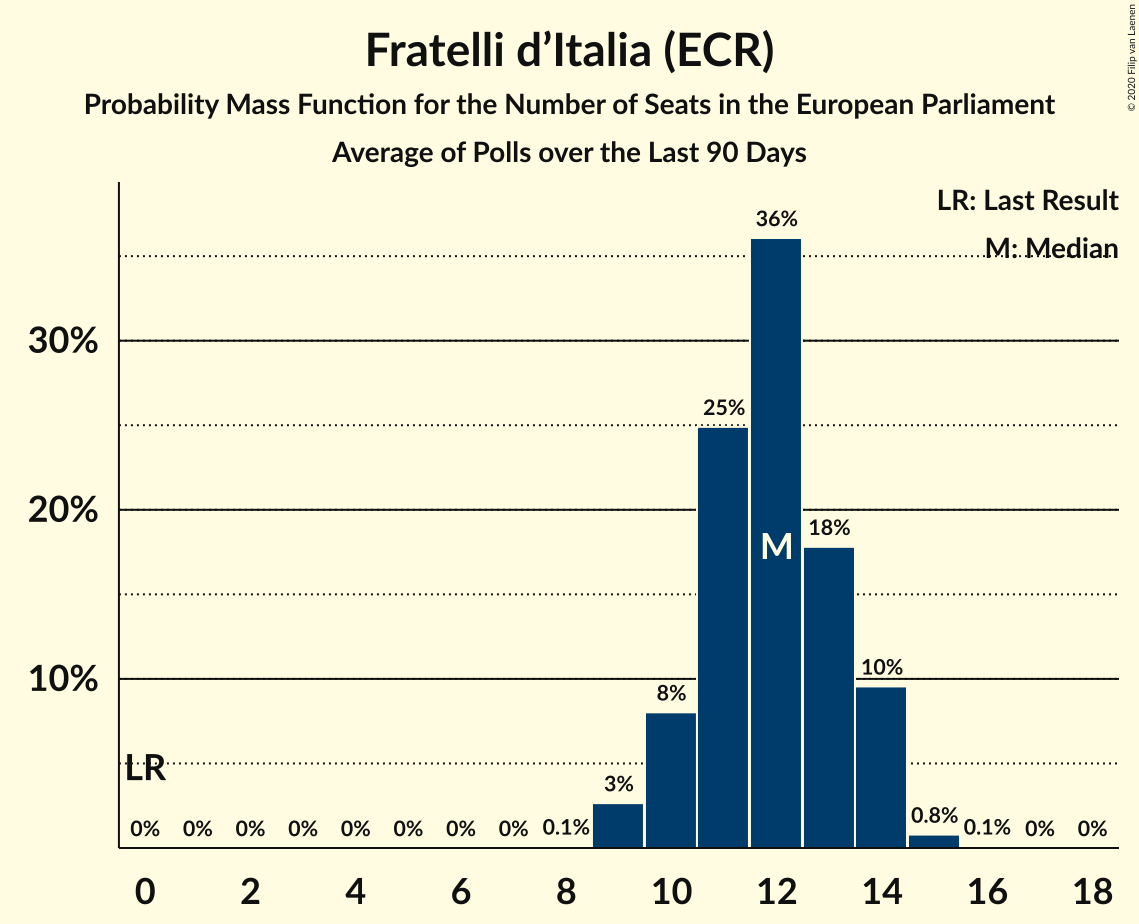 Fratelli d’Italia (ECR)
Probability Mass Function for the Number of Seats in the European Parliament
Average of Polls over the Last 90 Days
© 2020 Filip van Laenen
LR: Last Result
M: Median
36%
30%
25%
20%
18%
M
10%
10%
8%
LR
3%
0% 0% 0% 0% 0% 0% 0% 0% 0.1% 0.8% 0.1% 0% 0%
0 2 4 6 8 10 12 14 16 18